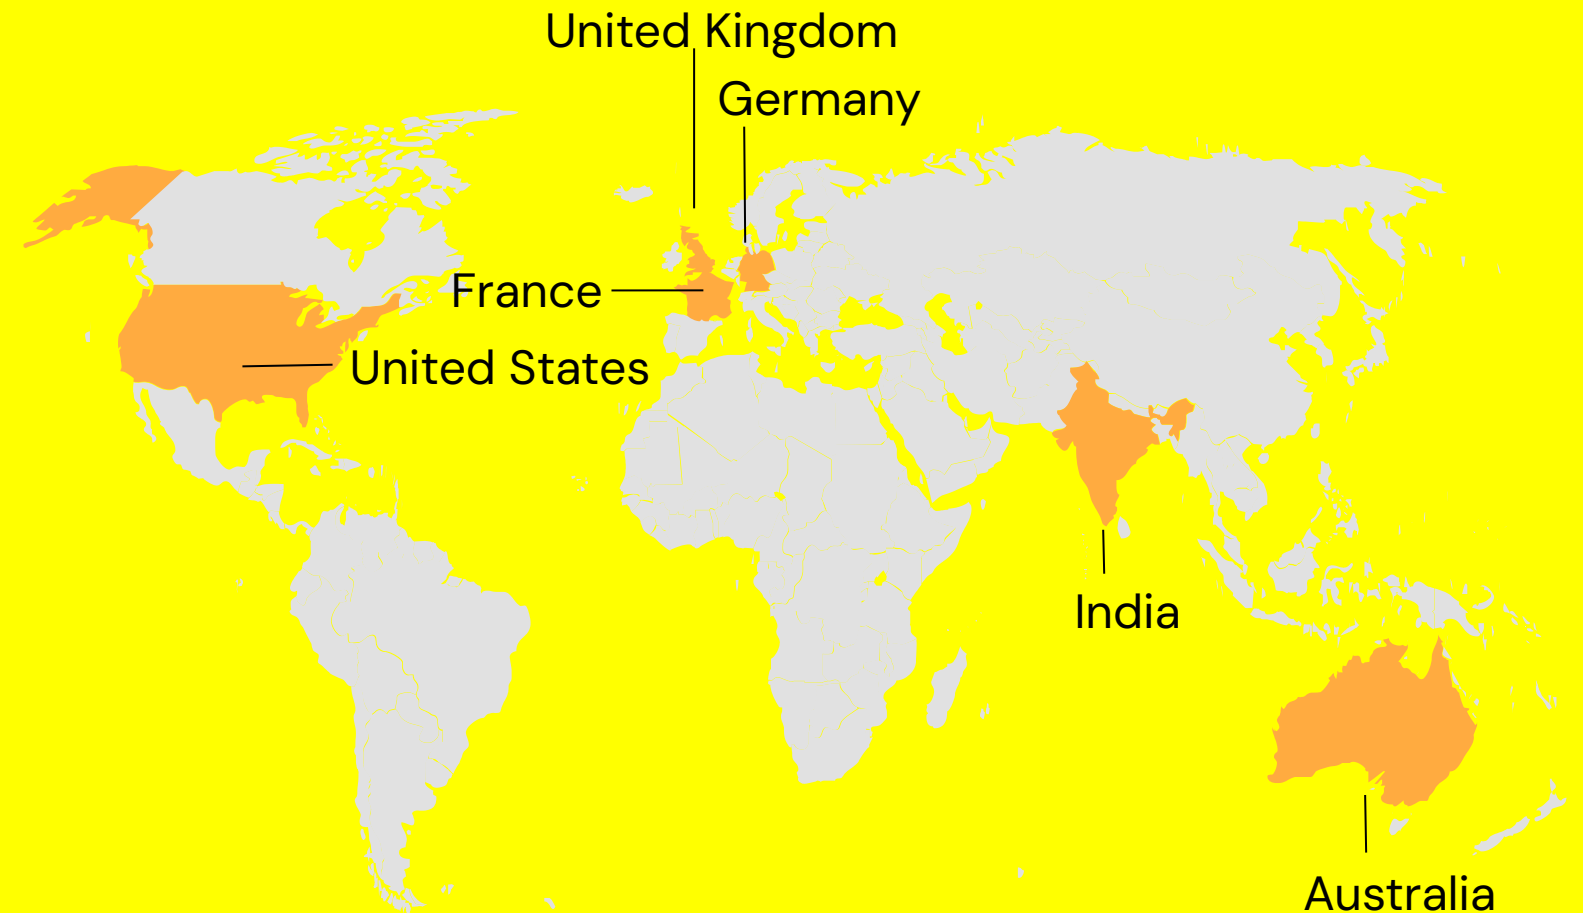 United Kingdom
Germany
France
United States
India
Australia